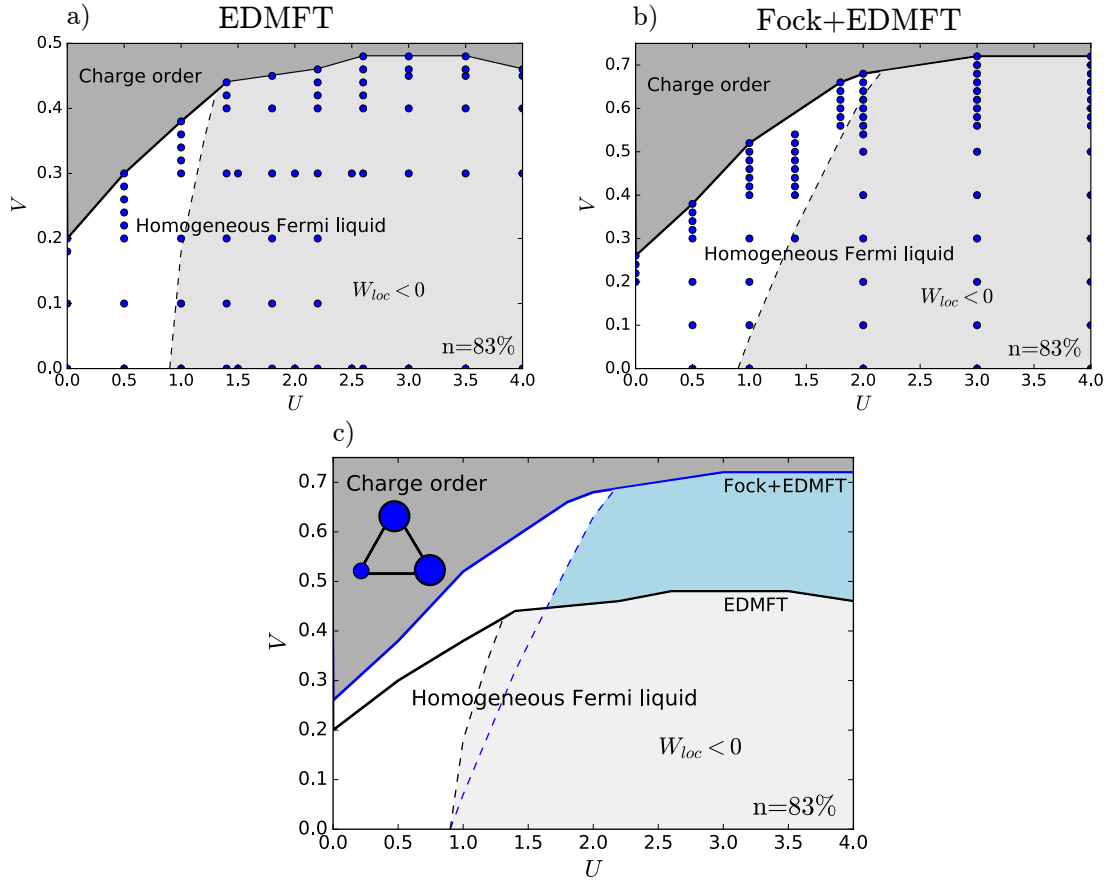 a) EDMFT
0.5
0.4
0.3
0.2
0.1
0.0
V
Charge order
Homogeneous Fermi liquid
W_loc < 0
n=83%
0.0 0.5 1.0 1.5 2.0 2.5 3.0 3.5 4.0
U
b) Fock+EDMFT
0.7
0.6
0.5
0.4
0.3
0.2
0.1
0.0
V
Charge order
Homogeneous Fermi liquid
W_loc < 0
n=83%
0.0 0.5 1.0 1.5 2.0 2.5 3.0 3.5 4.0
U
c)
0.7
0.6
0.5
0.4
0.3
0.2
0.1
0.0
V
Charge order
Fock+EDMFT
EDMFT
Homogeneous Fermi liquid
W_loc < 0
n=83%
0.0 0.5 1.0 1.5 2.0 2.5 3.0 3.5 4.0
U